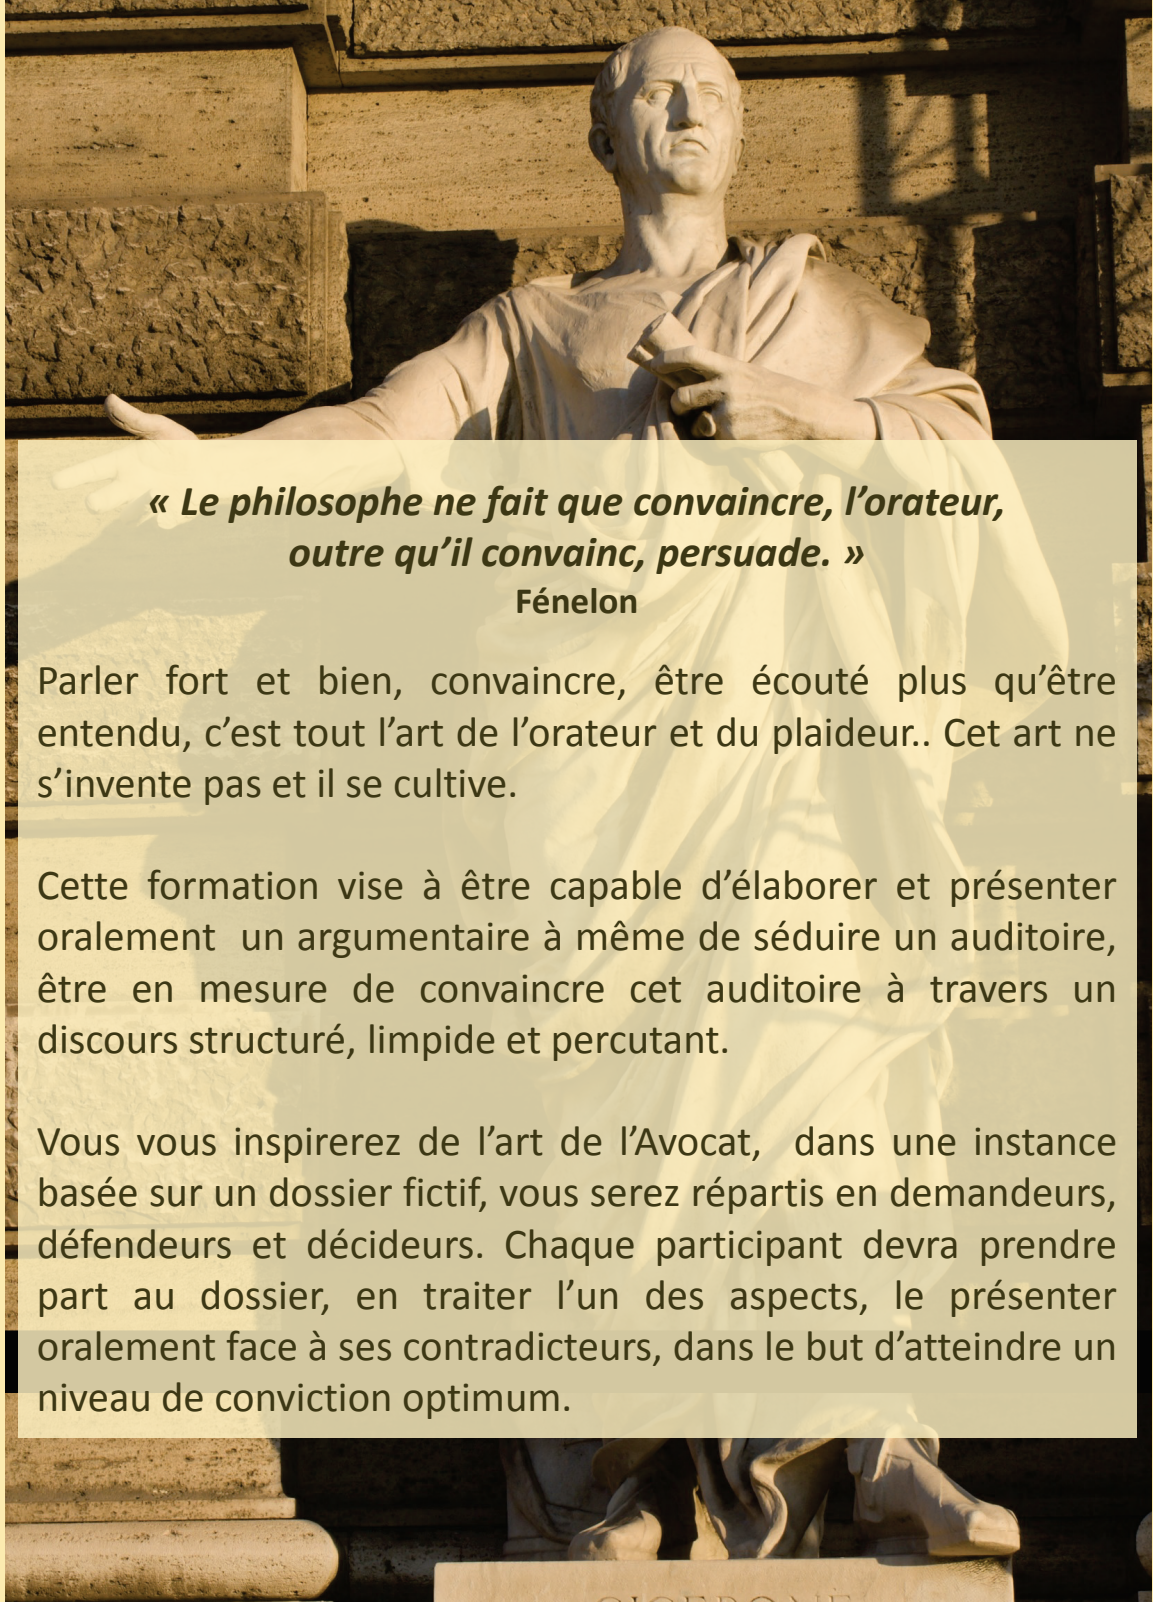 « Le philosophe ne fait que convaincre, l’orateur,
outre qu’il convainc, persuade. »
Fénelon
Parler fort et bien, convaincre, être écouté plus qu’être
entendu, c’est tout l’art de l’orateur et du plaideur.. Cet art ne
s’invente pas et il se cultive.
Cette formation vise à être capable d’élaborer et présenter
oralement un argumentaire à même de séduire un auditoire,
être en mesure de convaincre cet auditoire à travers un
discours structuré, limpide et percutant.
Vous vous inspirerez de l’art de l’Avocat, dans une instance
basée sur un dossier fictif, vous serez répartis en demandeurs,
défendeurs et décideurs. Chaque participant devra prendre
part au dossier, en traiter l’un des aspects, le présenter
oralement face à ses contradicteurs, dans le but d’atteindre un
niveau de conviction optimum.
CICERONE